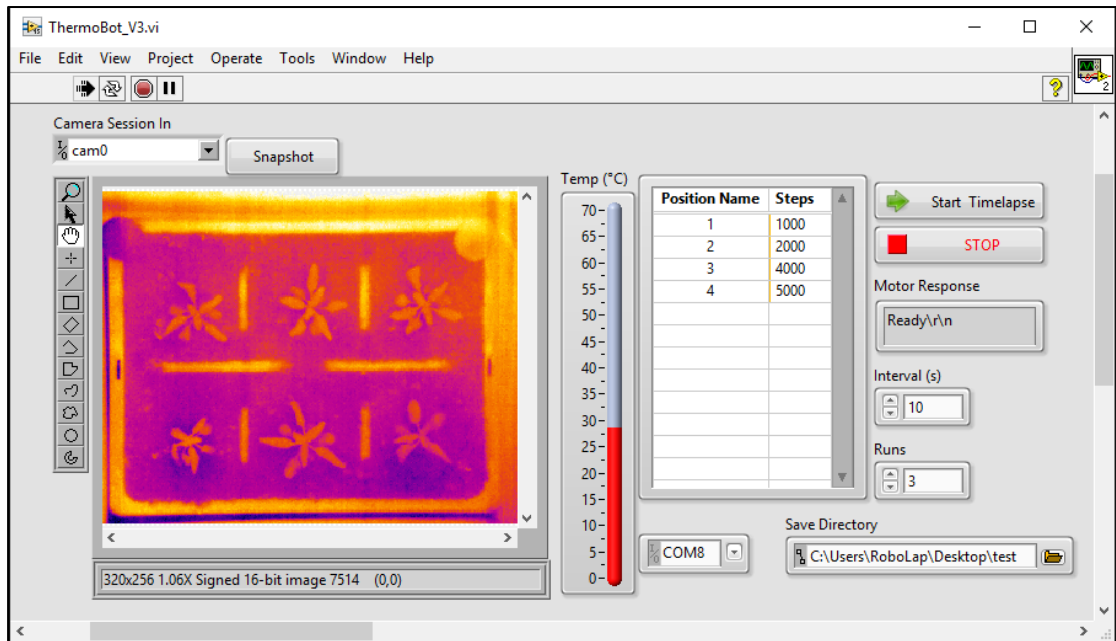 ThermoBot_V3.vi
File Edit View Project Operate Tools Window Help
2
Camera Session In
cam0
Snapshot
Temp (°C)
70
65
60
55
50
45
40
35
30
25
20
15
10
5
0
Position Name Steps
1 1000
2 2000
3 4000
4 5000
Start Timelapse
STOP
Motor Response
Ready\r\n
Interval (s)
10
Runs
3
COM8
Save Directory
C:\Users\RoboLap\Desktop\test
320x256 1.06X Signed 16-bit image 7514 (0,0)